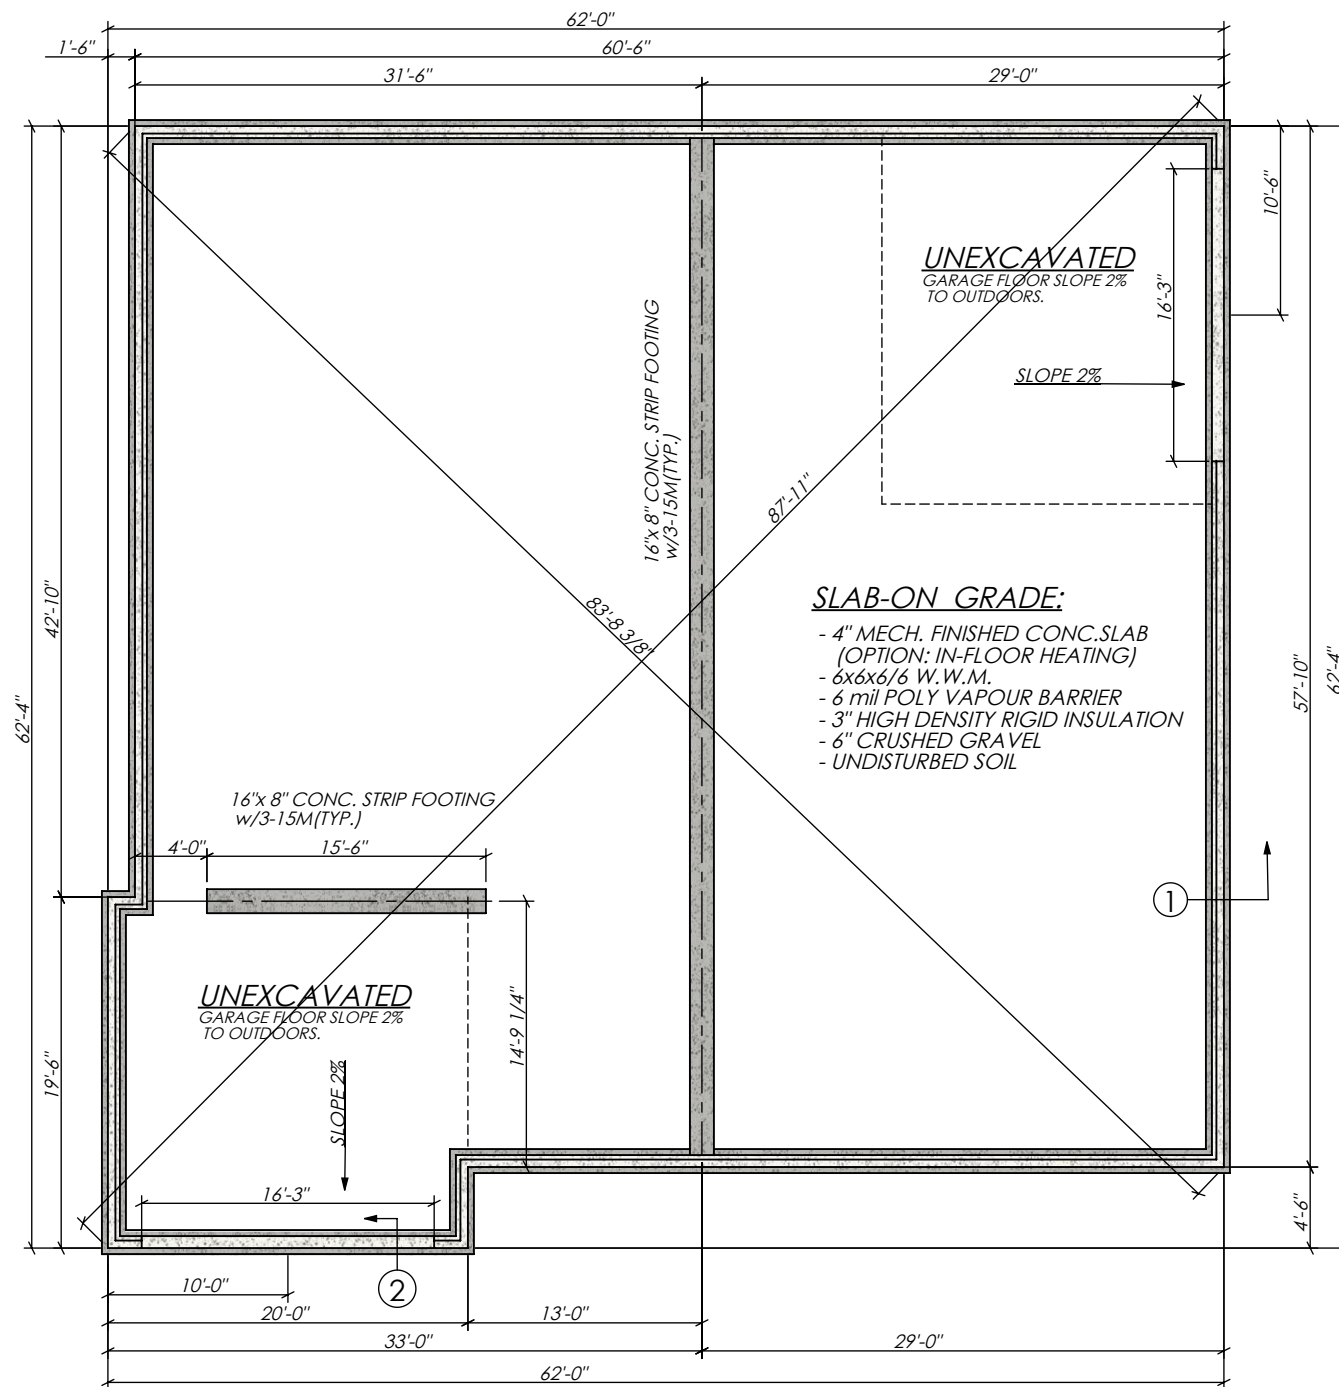 62'-0"
1'-6"
60'-6"
31'-6"
29'-0"
10'-6"
UNEXCAVATED
GARAGE FLOOR SLOPE 2%
TO OUTDOORS.
16'-3"
16"x 8" CONC. STRIP FOOTING
w/3-15M(TYP.)
SLOPE 2%
87'-11"
83'-8 3/8"
42'-10"
62'-4"
SLAB-ON GRADE:
- 4" MECH. FINISHED CONC.SLAB
(OPTION: IN-FLOOR HEATING)
- 6x6x6/6 W.W.M.
- 6 mil POLY VAPOUR BARRIER
- 3" HIGH DENSITY RIGID INSULATION
- 6" CRUSHED GRAVEL
- UNDISTURBED SOIL
57'-10"
62'-4"
16"x 8" CONC. STRIP FOOTING
w/3-15M(TYP.)
4'-0"
15'-6"
1
UNEXCAVATED
GARAGE FLOOR SLOPE 2%
TO OUTDOORS.
14'-9 1/4"
19'-6"
SLOPE 2%
16'-3"
4'-6"
2
10'-0"
20'-0"
13'-0"
33'-0"
29'-0"
62'-0"